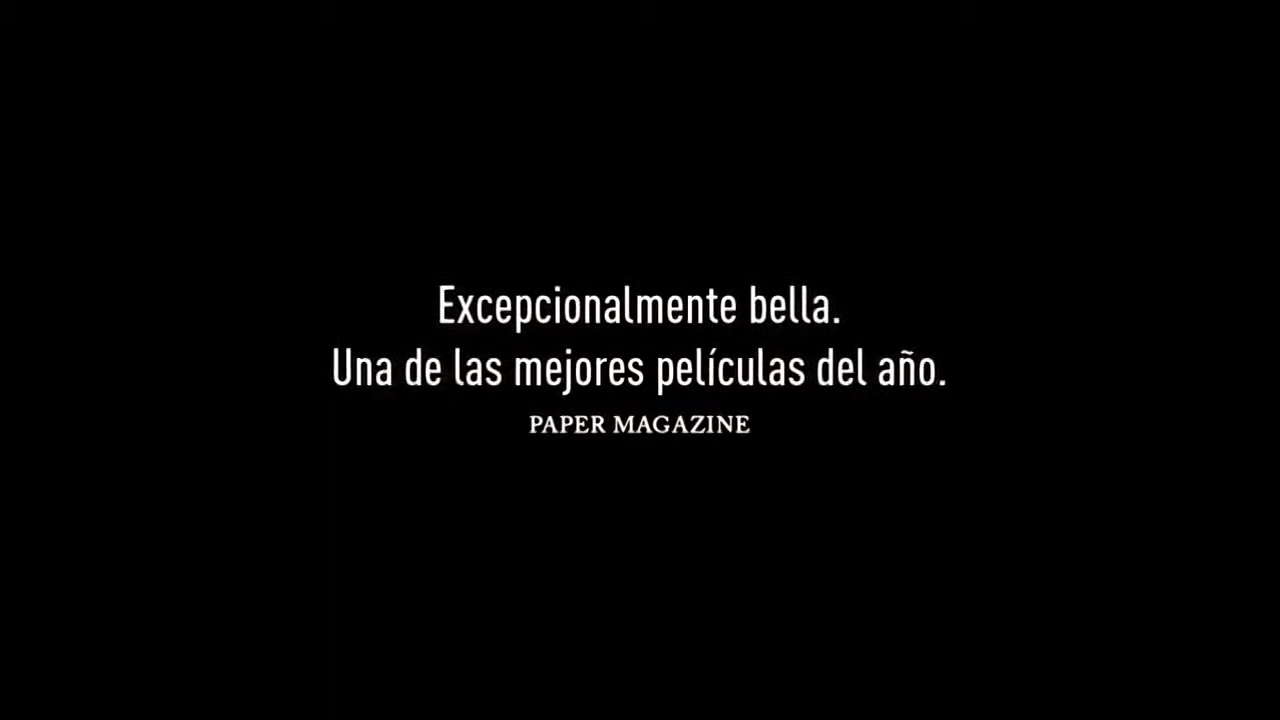 Excepcionalmente bella.
Una de las mejores películas del año.
PAPER MAGAZINE